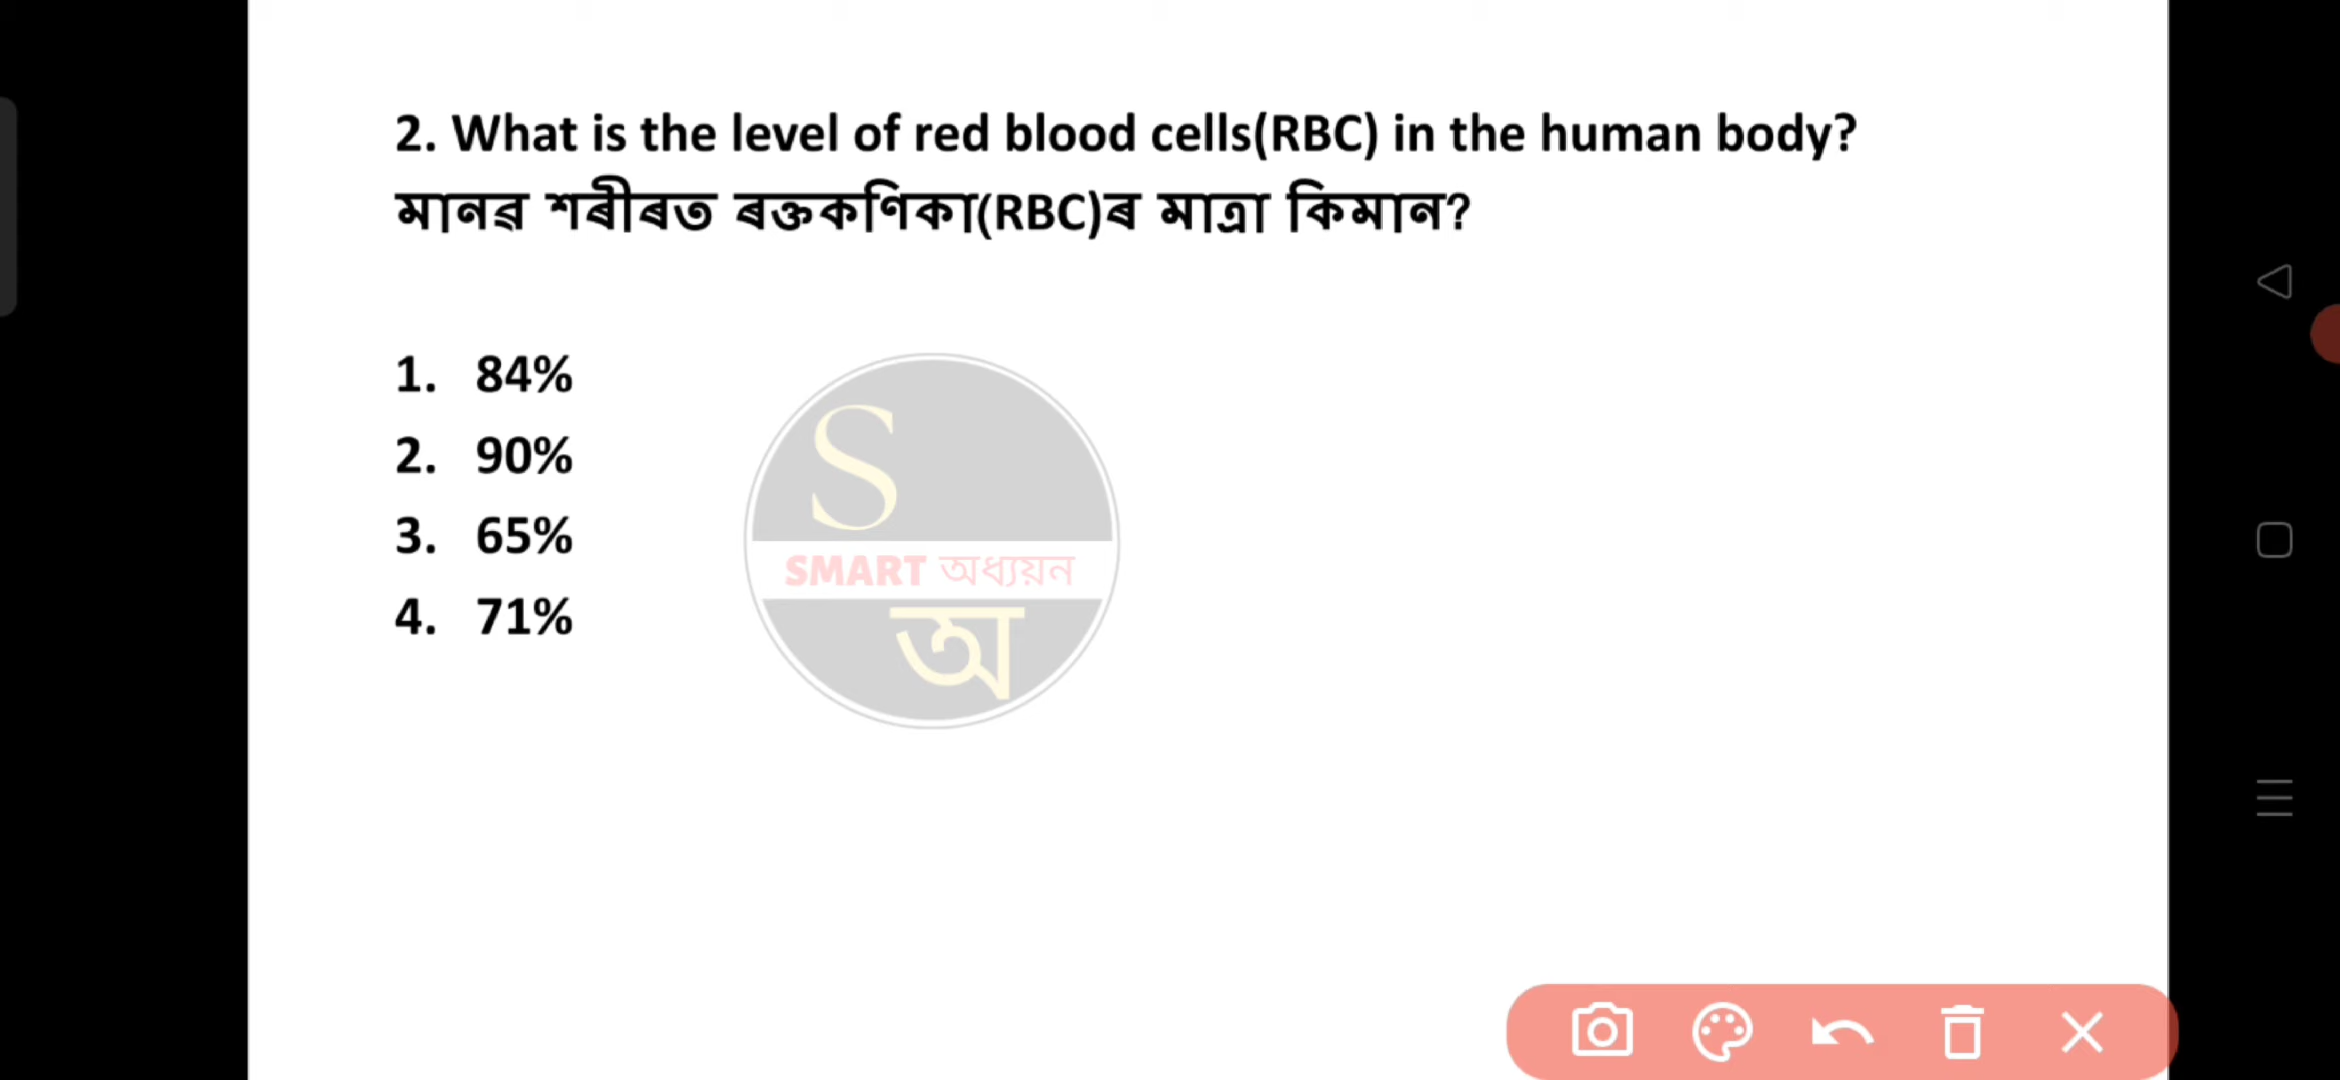 2. What is the level of red blood cells(RBC) in the human body?
মানৱ শৰীৰত ৰক্তকণিকা(RBC)ৰ মাত্ৰা কিমান?
1. 84%
2. 90%
3. 65%
4. 71%
S
SMART অধ্যয়ন
অ